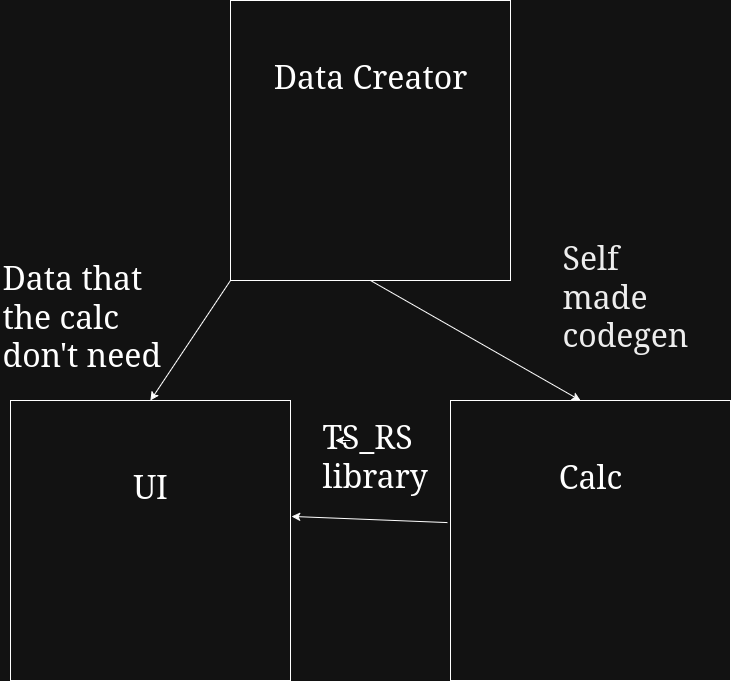 Data Creator
Self
made
codegen
Data that
the calc
don't need
TS_RS
library
UI
Calc